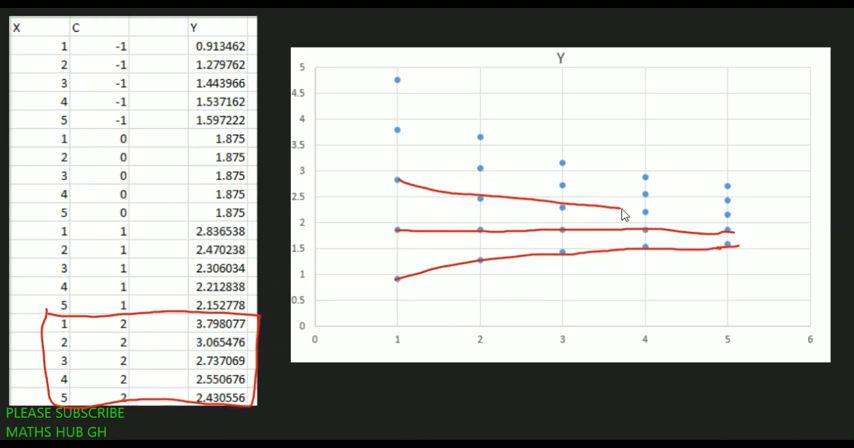 X C Y
1 -1 0.913462
2 -1 1.279762
3 -1 1.443966
4 -1 1.537162
5 -1 1.597222
1 0 1.875
2 0 1.875
3 0 1.875
4 0 1.875
5 0 1.875
1 1 2.836538
2 1 2.470238
3 1 2.306034
4 1 2.212838
5 1 2.152778
1 2 3.798077
2 2 3.065476
3 2 2.737069
4 2 2.550676
5 2 2.430556
PLEASE SUBSCRIBE
MATHS HUB GH
Y
5
4.5
4
3.5
3
2.5
2
1.5
1
0.5
0
0 1 2 3 4 5 6